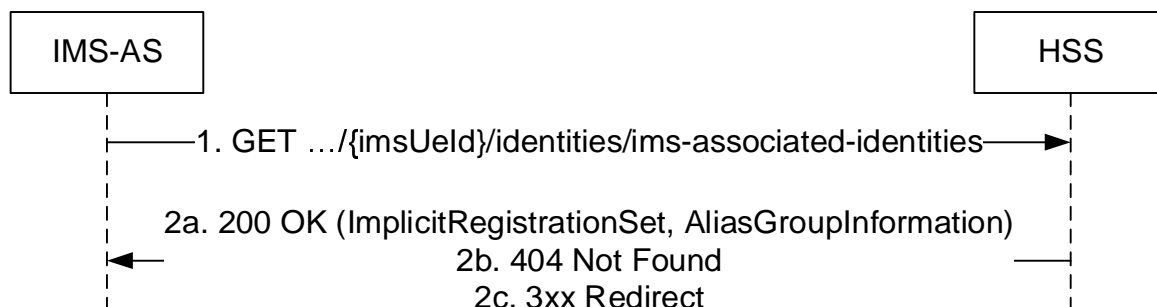 IMS-AS
HSS
1. GET …/{imsUeId}/identities/ims-associated-identities
2a. 200 OK (ImplicitRegistrationSet, AliasGroupInformation)
2b. 404 Not Found
2c. 3xx Redirect